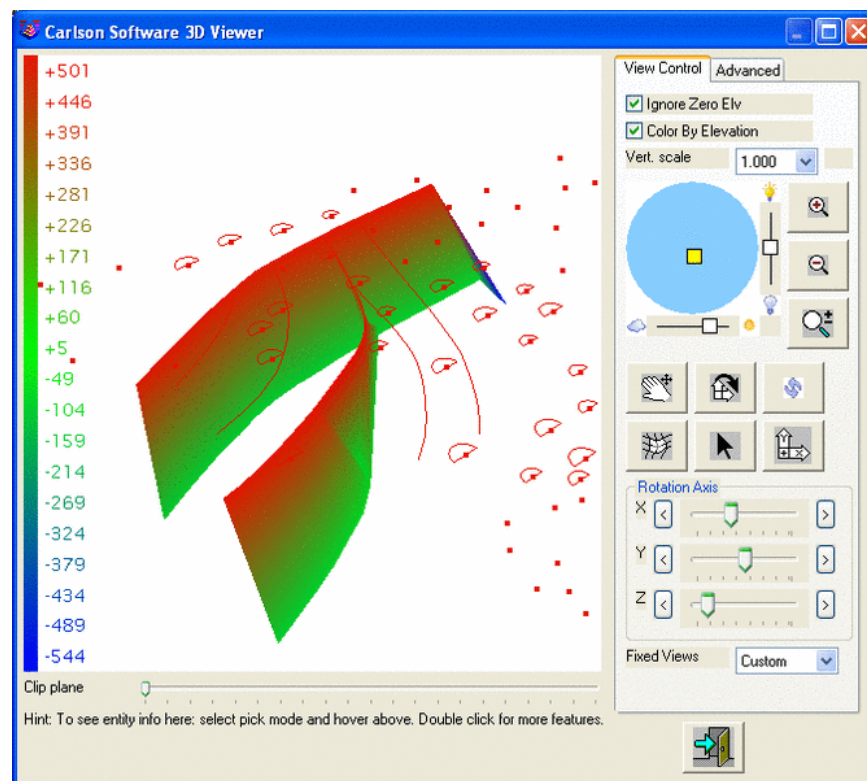 Carlson Software 3D Viewer
+501
+446
+391
+336
+281
+226
+171
+116
+60
+5
-49
-104
-159
-214
-269
-324
-379
-434
-489
-544
View Control
Advanced
Ignore Zero Elv
Color By Elevation
Vert. scale
1.000
Rotation Axis
X < >
Y < >
Z < >
Fixed Views
Custom
Clip plane
Hint: To see entity info here: select pick mode and hover above. Double click for more features.